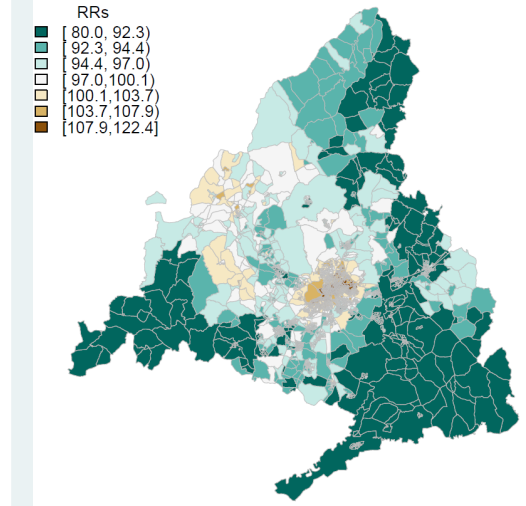 RRs
[ 80.0, 92.3)
[ 92.3, 94.4)
[ 94.4, 97.0)
[ 97.0,100.1)
[100.1,103.7)
[103.7,107.9)
[107.9,122.4]